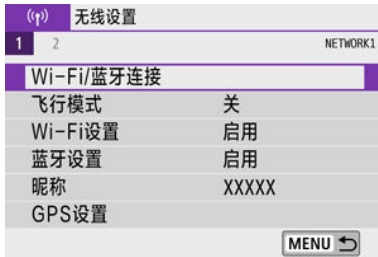 无线设置
1 2 NETWORK1
Wi-Fi/蓝牙连接
飞行模式 关
Wi-Fi设置 启用
蓝牙设置 启用
昵称 XXXXX
GPS设置
MENU